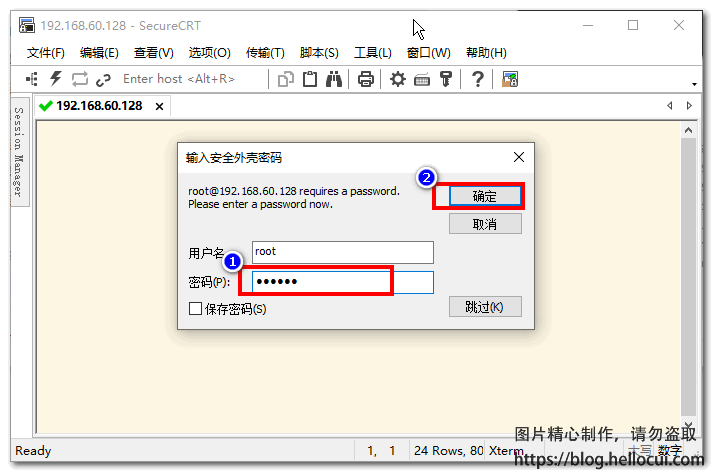 192.168.60.128 - SecureCRT
文件(F) 编辑(E) 查看(V) 选项(O) 传输(T) 脚本(S) 工具(L) 窗口(W) 帮助(H)
Enter host <Alt+R>
192.168.60.128
Session Manager
输入安全外壳密码
root@192.168.60.128 requires a password.
Please enter a password now.
2
确定
取消
用户名
root
1
密码(P):
••••••
保存密码(S)
跳过(K)
图片精心制作，请勿盗取
Ready 1, 1 24 Rows, 80 Xterm 大写 数字
https://blog.hellocui.com